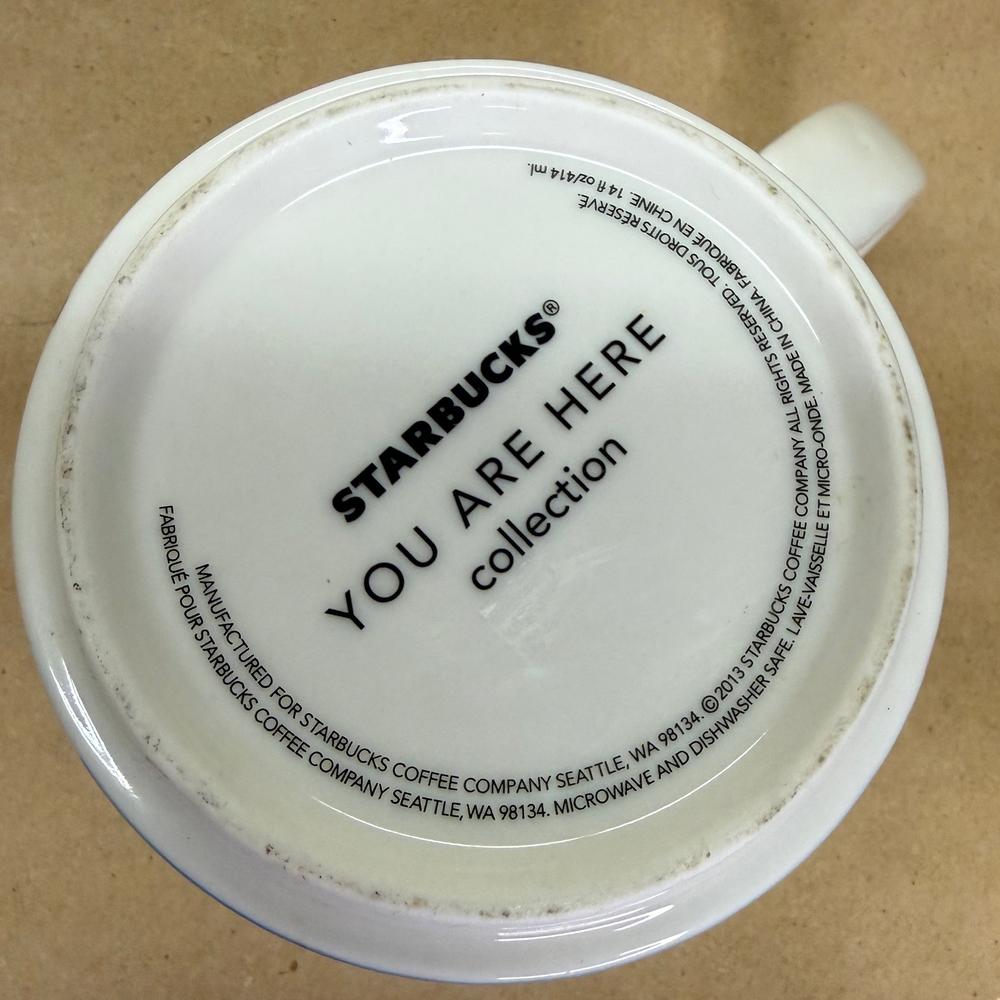 STARBUCKS®
YOU ARE HERE
collection
MANUFACTURED FOR STARBUCKS COFFEE COMPANY SEATTLE, WA 98134. ©2013 STARBUCKS COFFEE COMPANY ALL RIGHTS RESERVED. TOUS DROITS RÉSERVÉ.
FABRIQUÉ POUR STARBUCKS COFFEE COMPANY SEATTLE, WA 98134. MICROWAVE AND DISHWASHER SAFE. LAVE-VAISSELLE ET MICRO-ONDE. MADE IN CHINA. FABRIQUÉ EN CHINE. 14 fl oz/414 ml.